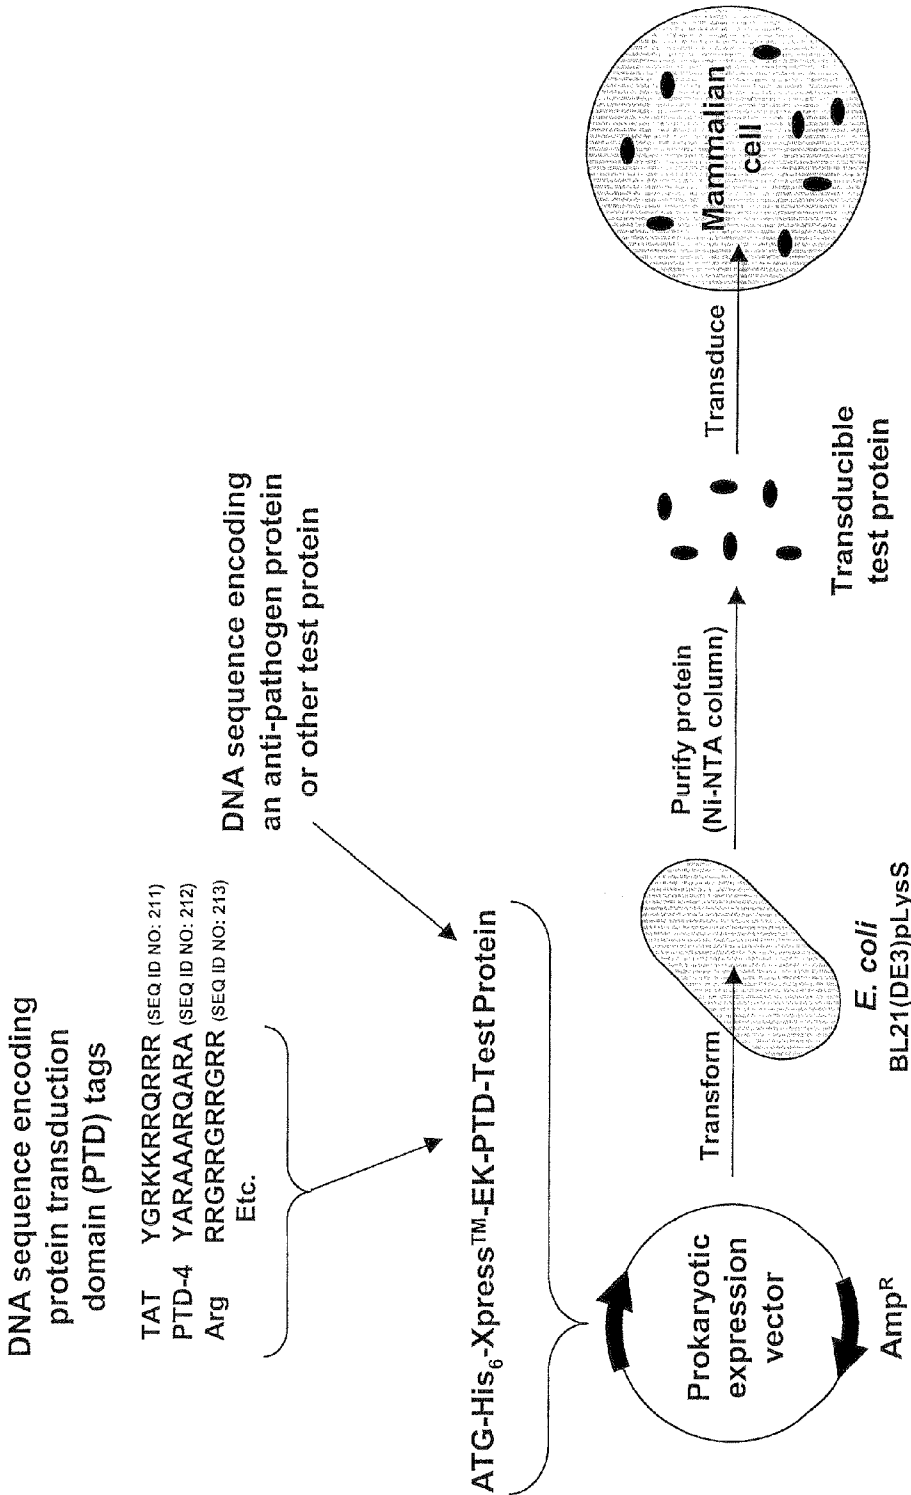 DNA sequence encoding
protein transduction
domain (PTD) tags
TAT YGRKKRRQRRR (SEQ ID NO: 211)
PTD-4 YARAAARQARA (SEQ ID NO: 212)
Arg RRGRRGRRGRR (SEQ ID NO: 213)
Etc.
DNA sequence encoding
an anti-pathogen protein
or other test protein
ATG-His6-Xpress™-EK-PTD-Test Protein
Prokaryotic
expression
vector
AmpR
Transform
E. coli
BL21(DE3)pLysS
Purify protein
(Ni-NTA column)
Transducible
test protein
Transduce
Mammalian
cell